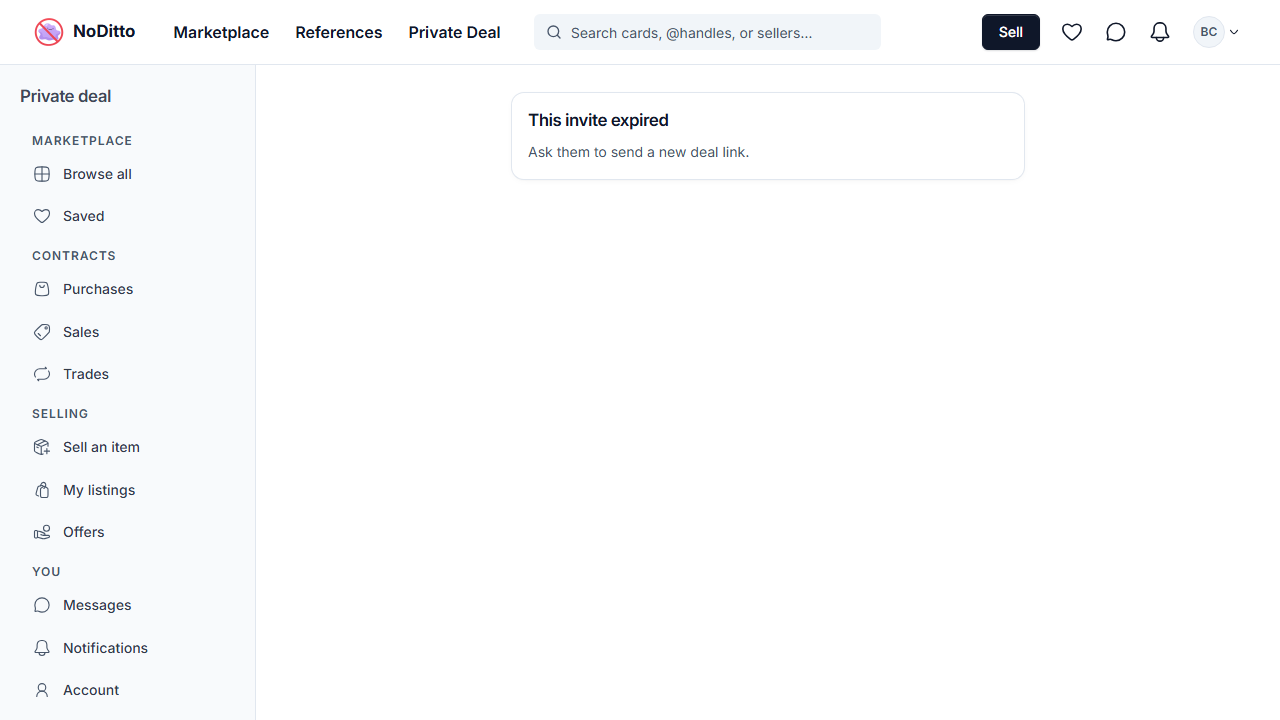 NoDitto
Marketplace
References
Private Deal
Search cards, @handles, or sellers...
Sell
BC
Private deal
MARKETPLACE
Browse all
Saved
CONTRACTS
Purchases
Sales
Trades
SELLING
Sell an item
My listings
Offers
YOU
Messages
Notifications
Account
This invite expired
Ask them to send a new deal link.